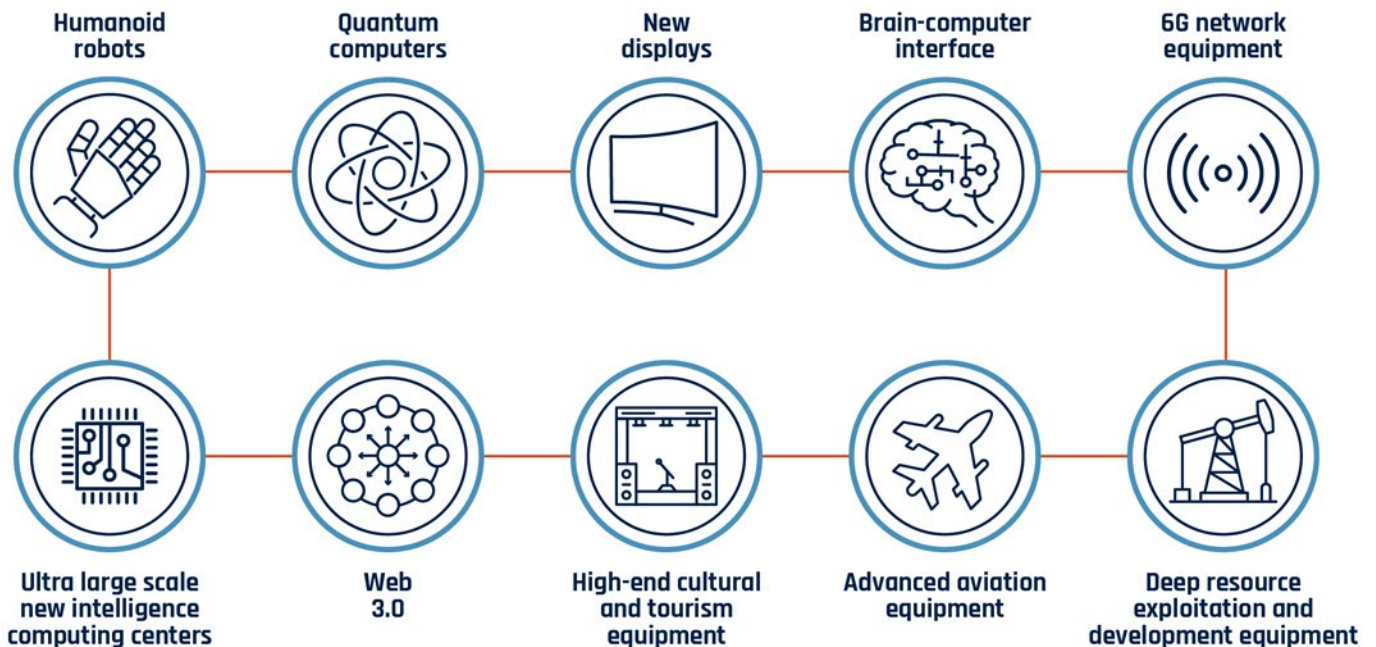 Humanoid
robots
Quantum
computers
New
displays
Brain-computer
interface
6G network
equipment
Ultra large scale
new intelligence
computing centers
Web
3.0
High-end cultural
and tourism
equipment
Advanced aviation
equipment
Deep resource
exploitation and
development equipment